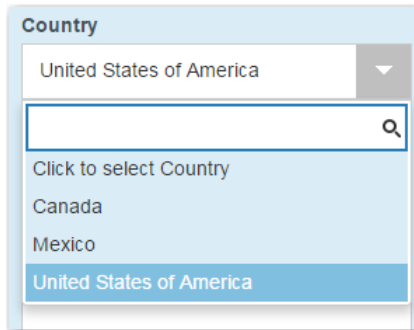 Country
United States of America
Click to select Country
Canada
Mexico
United States of America